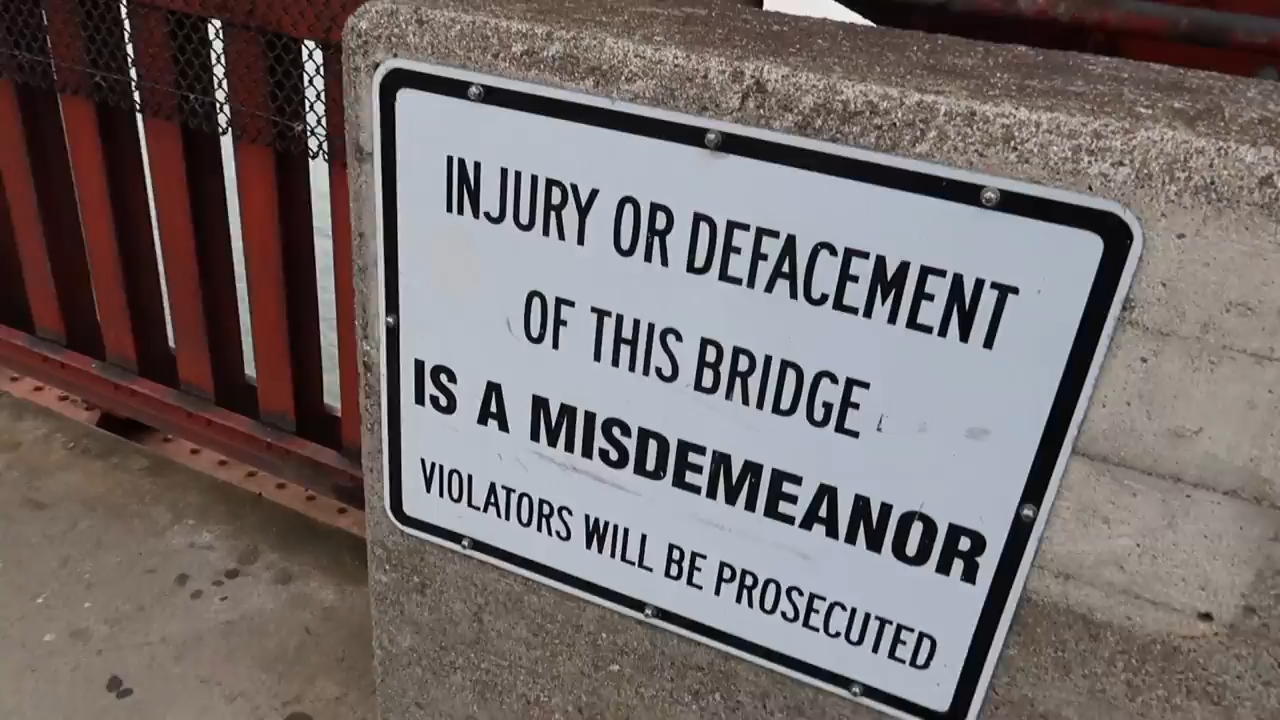 INJURY OR DEFACEMENT
OF THIS BRIDGE
IS A MISDEMEANOR
VIOLATORS WILL BE PROSECUTED